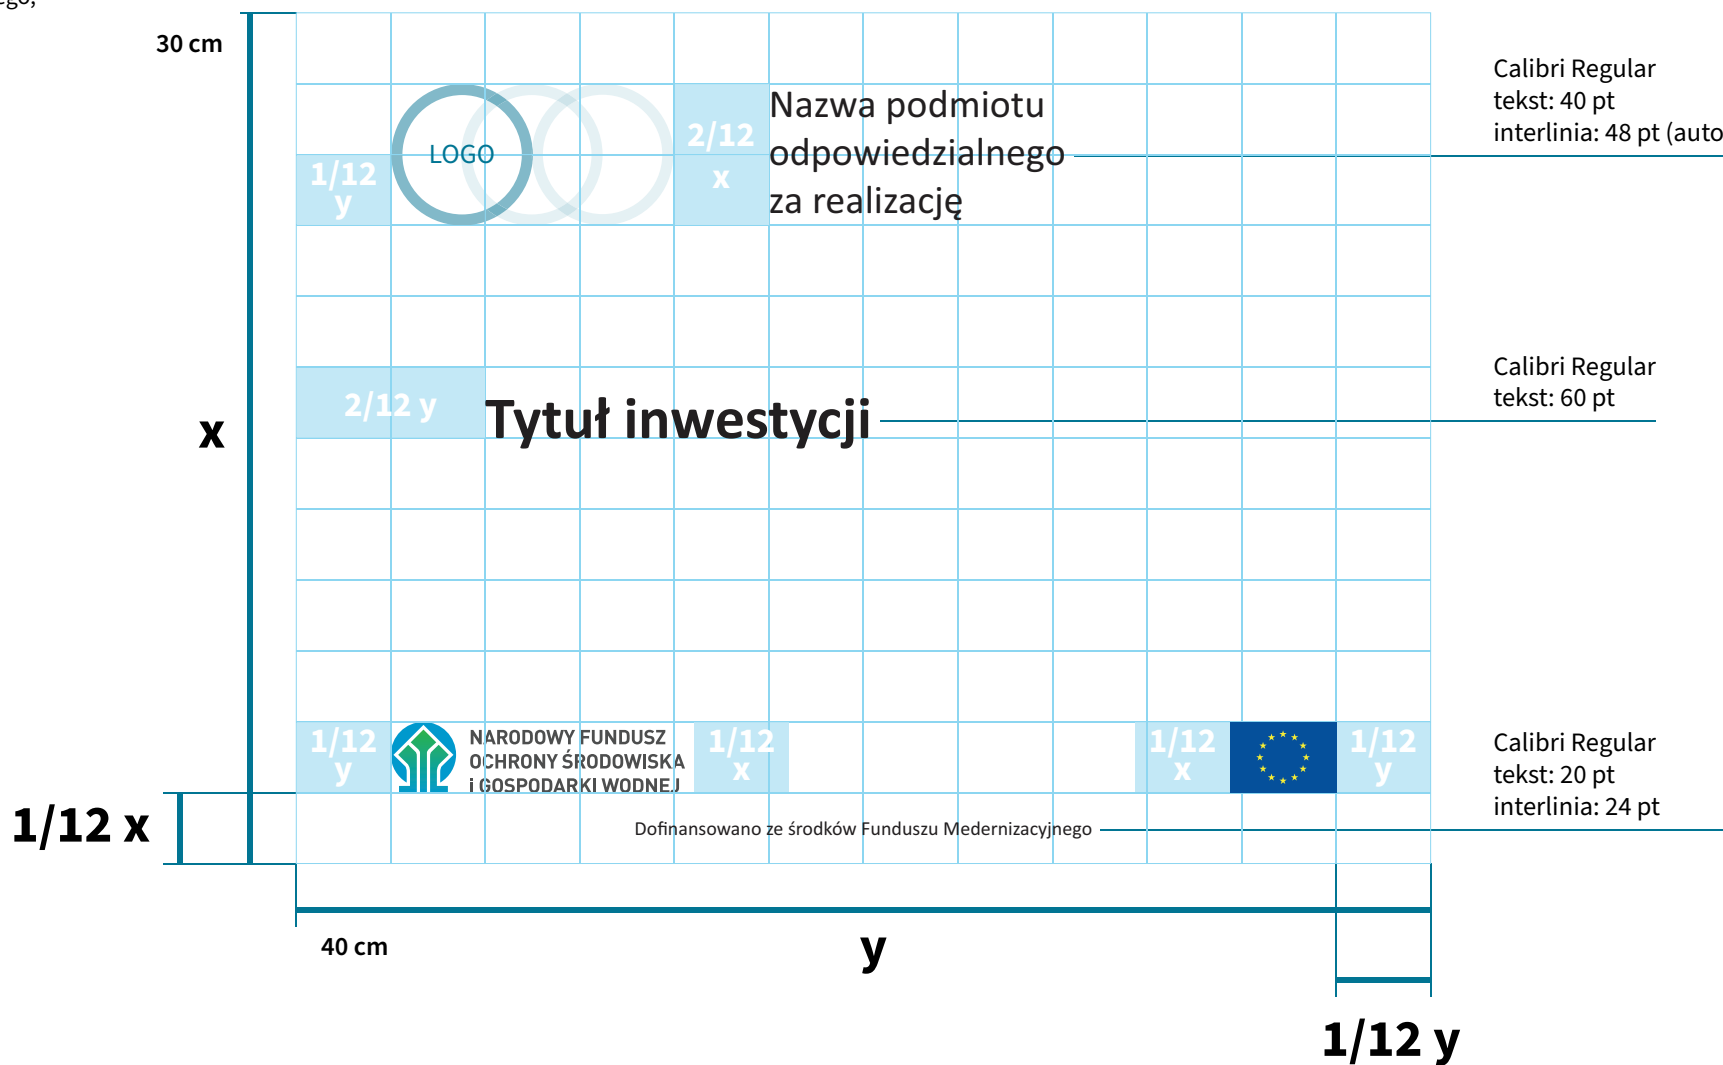 ego,
30 cm
Calibri Regular
tekst: 40 pt
interlinia: 48 pt (auto
LOGO
2/12
x
Nazwa podmiotu
odpowiedzialnego
za realizację
1/12
y
x
2/12 y
Tytuł inwestycji
Calibri Regular
tekst: 60 pt
1/12
y
NARODOWY FUNDUSZ
OCHRONY ŚRODOWISKA
i GOSPODARKI WODNEJ
1/12
x
1/12
x
1/12
y
Calibri Regular
tekst: 20 pt
interlinia: 24 pt
1/12 x
Dofinansowano ze środków Funduszu Medernizacyjnego
40 cm
y
1/12 y